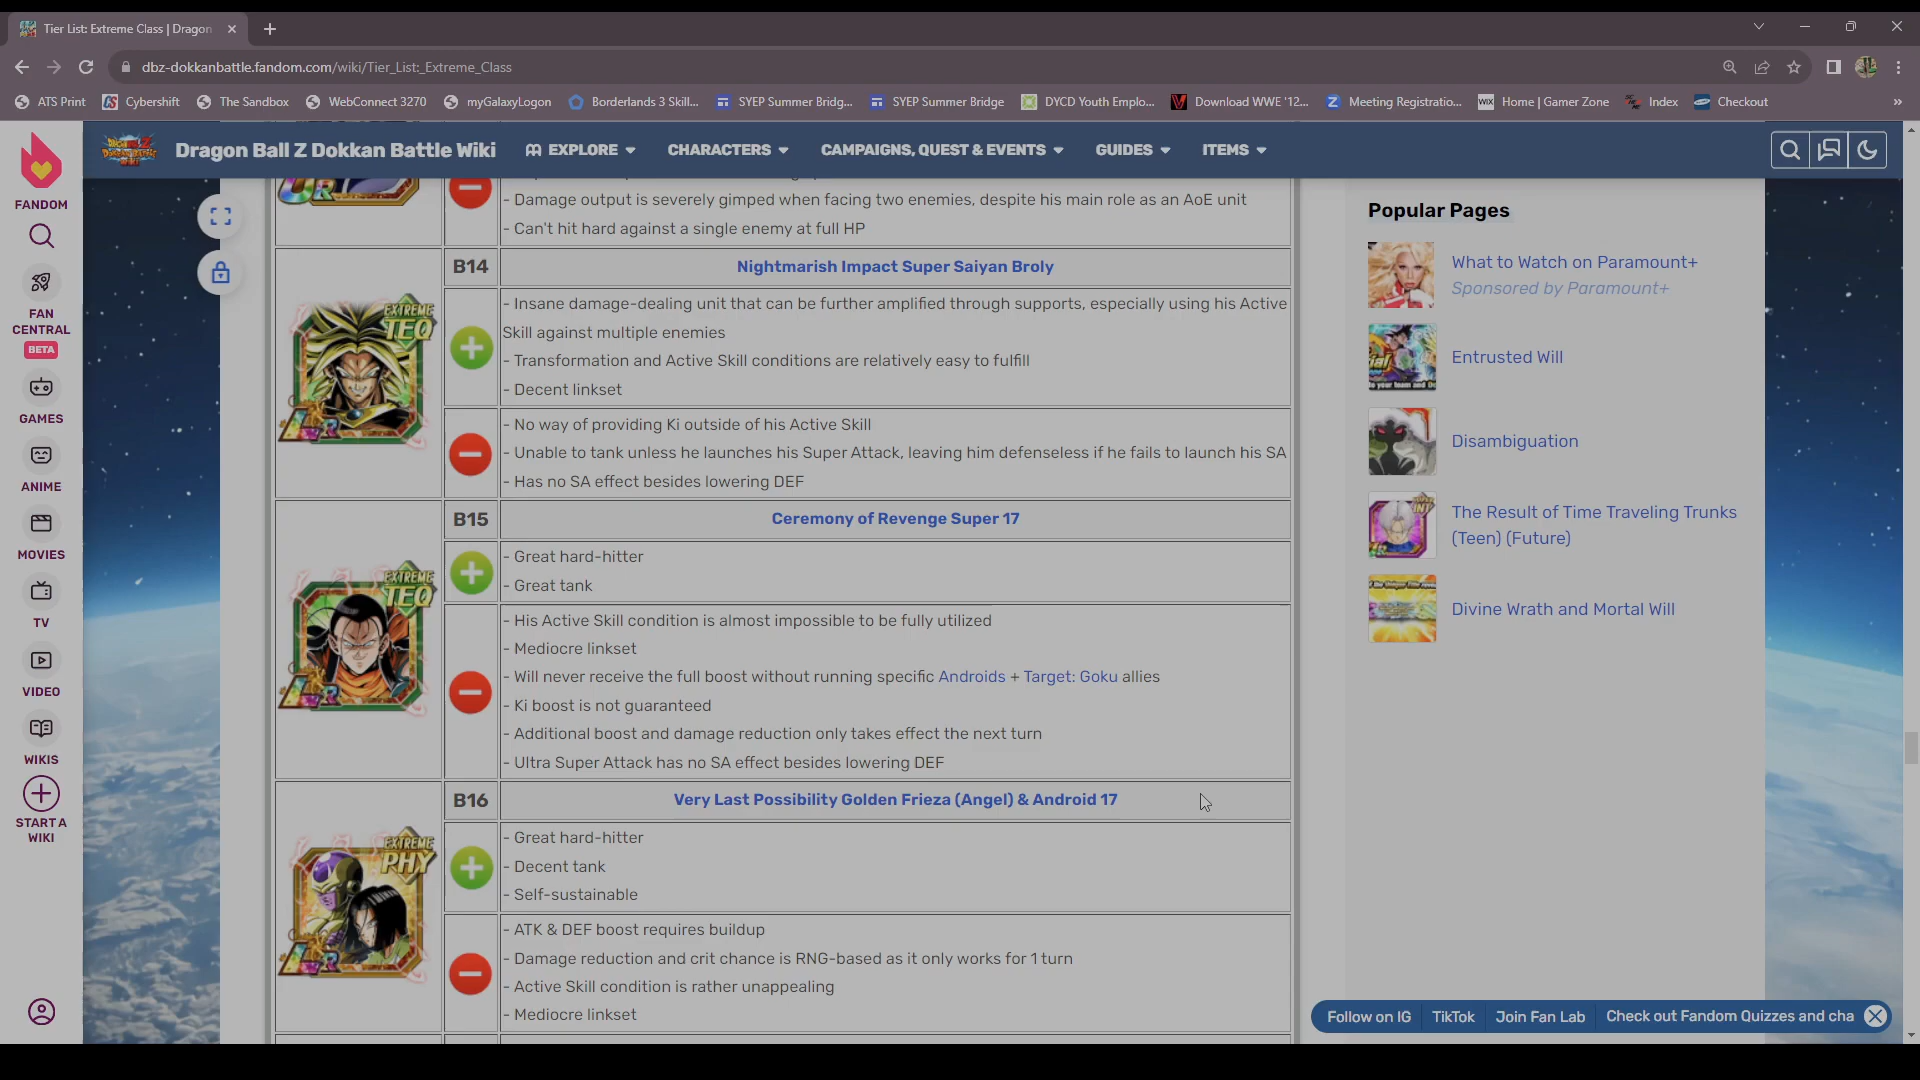 Tier List: Extreme Class | Dragon
dbz-dokkanbattle.fandom.com/wiki/Tier_List:_Extreme_Class
ATS Print
Cybershift
The Sandbox
WebConnect 3270
myGalaxyLogon
Borderlands 3 Skill...
SYEP Summer Bridg...
SYEP Summer Bridge
DYCD Youth Emplo...
Download WWE '12...
Meeting Registratio...
Home | Gamer Zone
Index
Checkout
Dragon Ball Z Dokkan Battle Wiki
EXPLORE
CHARACTERS
CAMPAIGNS, QUEST & EVENTS
GUIDES
ITEMS
FANDOM
FAN
CENTRAL
BETA
GAMES
ANIME
MOVIES
TV
VIDEO
WIKIS
START A
WIKI
- Damage output is severely gimped when facing two enemies, despite his main role as an AoE unit
- Can't hit hard against a single enemy at full HP
B14
Nightmarish Impact Super Saiyan Broly
EXTREME
TEQ
LR
- Insane damage-dealing unit that can be further amplified through supports, especially using his Active
Skill against multiple enemies
- Transformation and Active Skill conditions are relatively easy to fulfill
- Decent linkset
- No way of providing Ki outside of his Active Skill
- Unable to tank unless he launches his Super Attack, leaving him defenseless if he fails to launch his SA
- Has no SA effect besides lowering DEF
B15
Ceremony of Revenge Super 17
EXTREME
TEQ
LR
- Great hard-hitter
- Great tank
- His Active Skill condition is almost impossible to be fully utilized
- Mediocre linkset
- Will never receive the full boost without running specific Androids + Target: Goku allies
- Ki boost is not guaranteed
- Additional boost and damage reduction only takes effect the next turn
- Ultra Super Attack has no SA effect besides lowering DEF
B16
Very Last Possibility Golden Frieza (Angel) & Android 17
EXTREME
PHY
LR
- Great hard-hitter
- Decent tank
- Self-sustainable
- ATK & DEF boost requires buildup
- Damage reduction and crit chance is RNG-based as it only works for 1 turn
- Active Skill condition is rather unappealing
- Mediocre linkset
Popular Pages
What to Watch on Paramount+
Sponsored by Paramount+
Entrusted Will
Disambiguation
The Result of Time Traveling Trunks
(Teen) (Future)
Divine Wrath and Mortal Will
Follow on IG
TikTok
Join Fan Lab
Check out Fandom Quizzes and cha